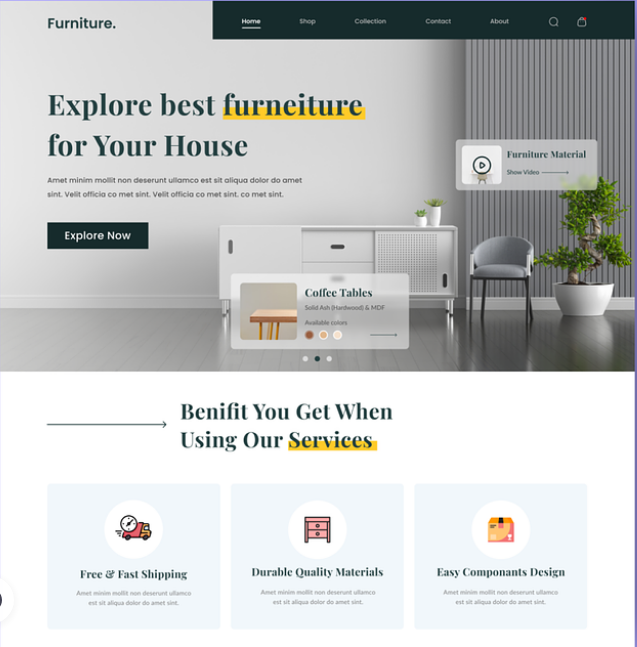 Furniture.
Home Shop Collection Contact About
Explore best furneiture
for Your House
Amet minim mollit non deserunt ullamco est sit aliqua dolor do amet
sint. Velit officia co met sint. Velit officia co met sint. co met sint.
Explore Now
Furniture Material
Show Video
Coffee Tables
Solid Ash (Hardwood) & MDF
Available colors
Benifit You Get When
Using Our Services
Free & Fast Shipping
Amet minim mollit non deserunt ullamco
est sit aliqua dolor do amet sint.
Durable Quality Materials
Amet minim mollit non deserunt ullamco
est sit aliqua dolor do amet sint.
Easy Componants Design
Amet minim mollit non deserunt ullamco
est sit aliqua dolor do amet sint.